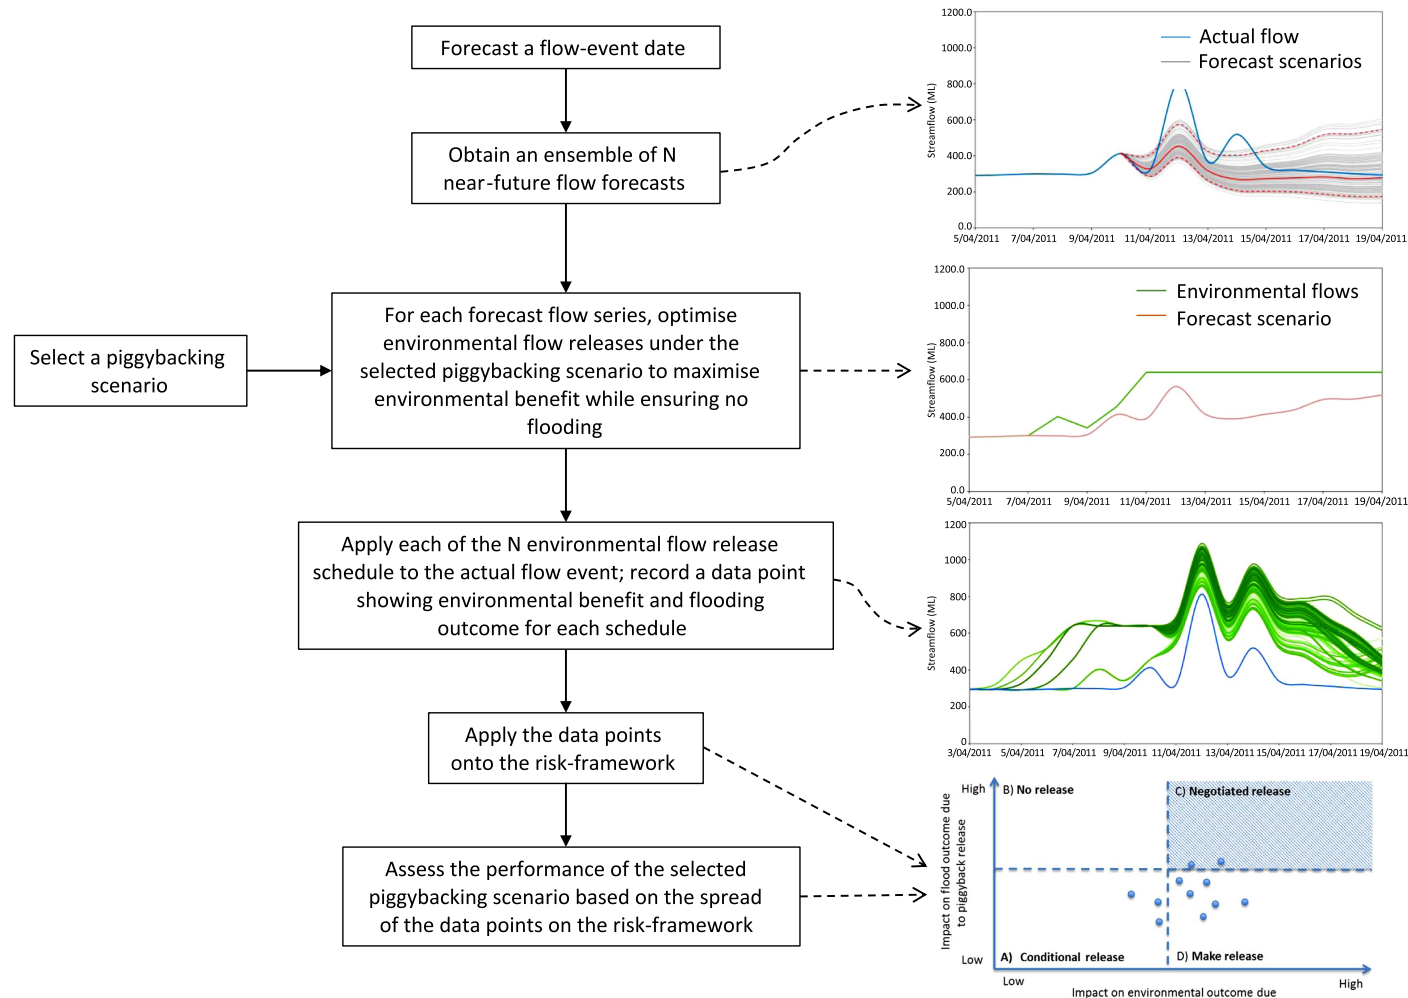 Forecast a flow-event date
Obtain an ensemble of N
near-future flow forecasts
Select a piggybacking
scenario
For each forecast flow series, optimise
environmental flow releases under the
selected piggybacking scenario to maximise
environmental benefit while ensuring no
flooding
Apply each of the N environmental flow release
schedule to the actual flow event; record a data point
showing environmental benefit and flooding
outcome for each schedule
Apply the data points
onto the risk-framework
Assess the performance of the selected
piggybacking scenario based on the spread
of the data points on the risk-framework
1200.0
1000.0
800.0
600.0
400.0
200.0
0.0
Streamflow (ML)
Actual flow
Forecast scenarios
5/04/2011 7/04/2011 9/04/2011 11/04/2011 13/04/2011 15/04/2011 17/04/2011 19/04/2011
1200.0
1000.0
800.0
600.0
400.0
200.0
0.0
Streamflow (ML)
Environmental flows
Forecast scenario
5/04/2011 7/04/2011 9/04/2011 11/04/2011 13/04/2011 15/04/2011 17/04/2011 19/04/2011
1200
1000
800
600
400
200
0
Streamflow (ML)
3/04/2011 5/04/2011 7/04/2011 9/04/2011 11/04/2011 13/04/2011 15/04/2011 17/04/2011 19/04/2011
Impact on flood outcome due
to piggyback release
High
Low
B) No release
C) Negotiated release
A) Conditional release
D) Make release
Low
High
Impact on environmental outcome due